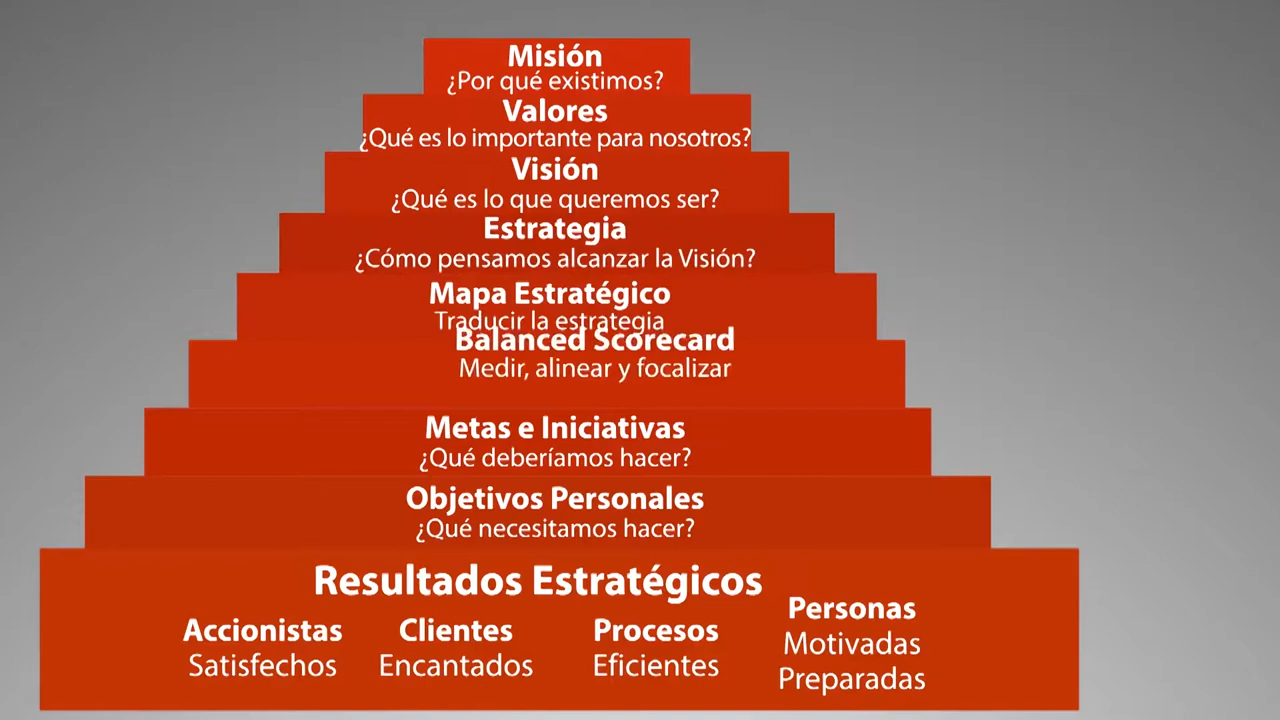 Misión
¿Por qué existimos?
Valores
¿Qué es lo importante para nosotros?
Visión
¿Qué es lo que queremos ser?
Estrategia
¿Cómo pensamos alcanzar la Visión?
Mapa Estratégico
Traducir la estrategia
Balanced Scorecard
Medir, alinear y focalizar
Metas e Iniciativas
¿Qué deberíamos hacer?
Objetivos Personales
¿Qué necesitamos hacer?
Resultados Estratégicos
Accionistas
Satisfechos
Clientes
Encantados
Procesos
Eficientes
Personas
Motivadas
Preparadas